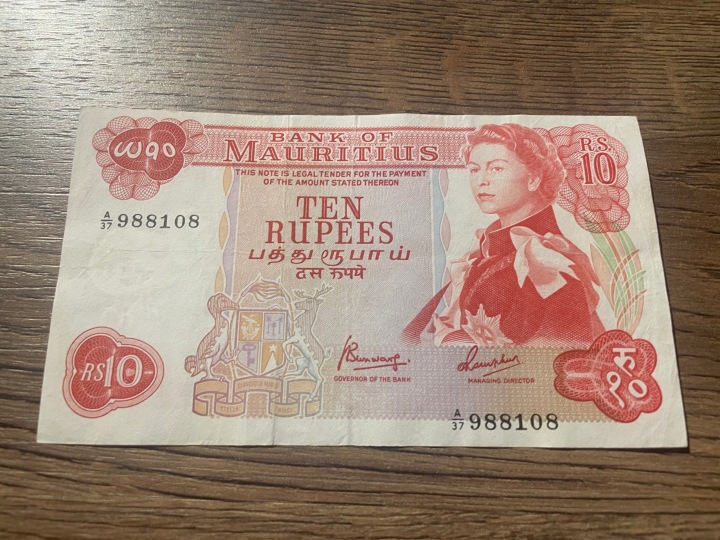 BANK OF
MAURITIUS
RS.
10
THIS NOTE IS LEGAL TENDER FOR THE PAYMENT
OF THE AMOUNT STATED THEREON
A/37 988108
TEN
RUPEES
பத்து ரூபாய்
दस रुपये
RS 10
GOVERNOR OF THE BANK
MANAGING DIRECTOR
रु
१०
A/37 988108